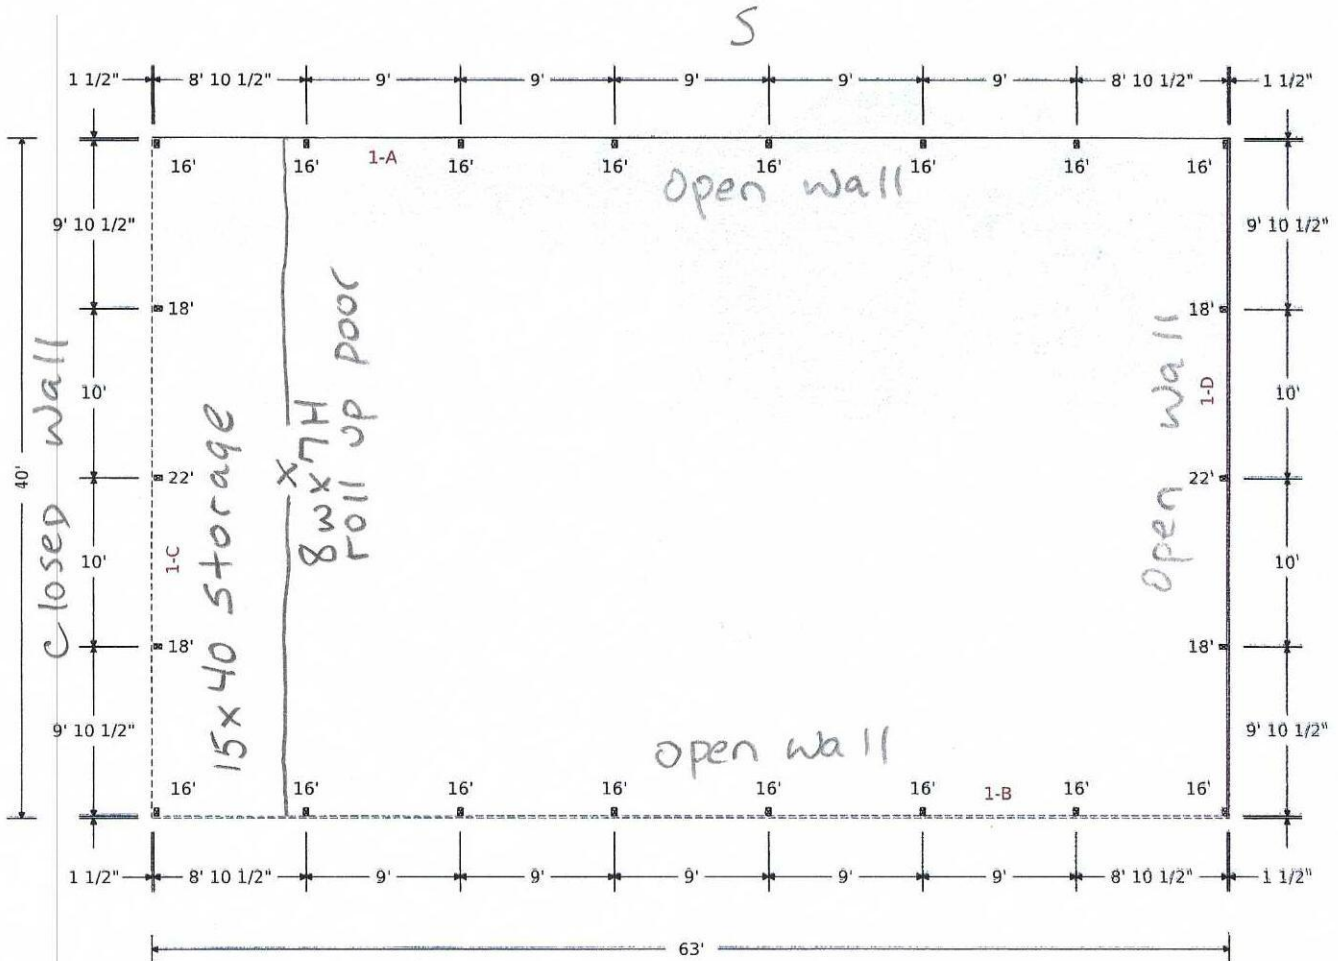 S
1 1/2" 8' 10 1/2" 9' 9' 9' 9' 9' 8' 10 1/2" 1 1/2"
16' 16' 1-A 16' 16' 16' 16' 16' 16'
open wall
9' 10 1/2" 9' 10 1/2"
18' 18'
10' 10'
40'
closed wall
15x40 storage
X
8wx7H
roll up poor
open wall
1-D
22' 22'
1-C
10' 10'
18' 18'
9' 10 1/2" 9' 10 1/2"
open wall
16' 16' 16' 16' 16' 16' 1-B 16' 16'
1 1/2" 8' 10 1/2" 9' 9' 9' 9' 9' 8' 10 1/2" 1 1/2"
63'